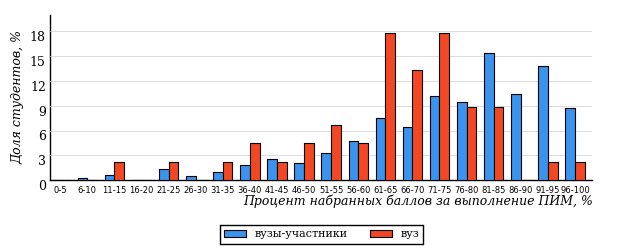 Доля студентов, %
18
15
12
9
6
3
0
0-5 6-10 11-15 16-20 21-25 26-30 31-35 36-40 41-45 46-50 51-55 56-60 61-65 66-70 71-75 76-80 81-85 86-90 91-95 96-100
Процент набранных баллов за выполнение ПИМ, %
вузы-участники вуз